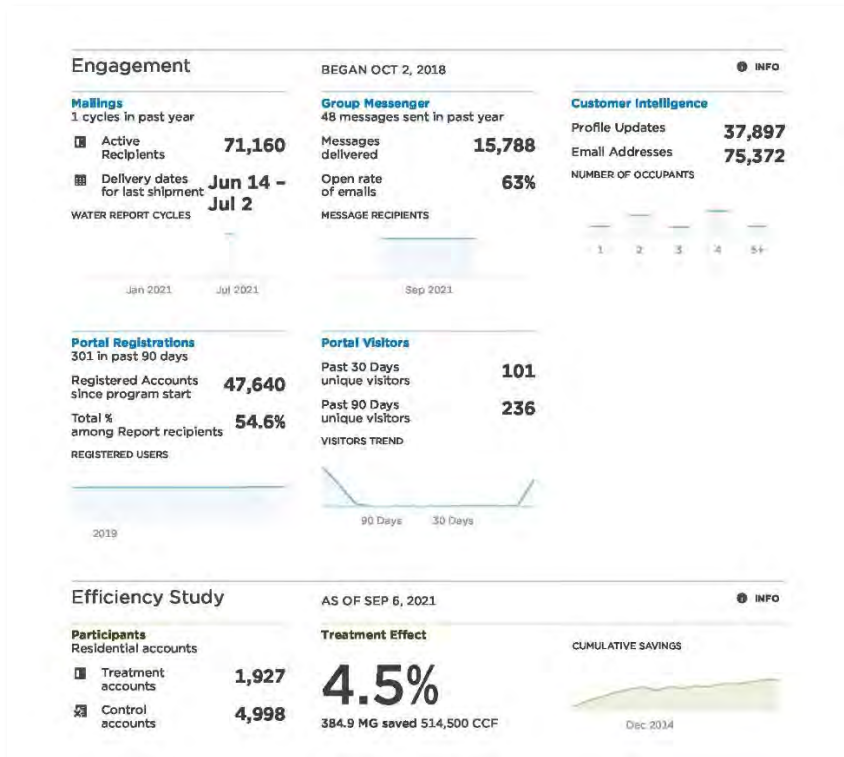 Engagement
BEGAN OCT 2, 2018
INFO
Mailings
1 cycles in past year
Active
Recipients
71,160
Delivery dates
for last shipment
Jun 14 –
Jul 2
WATER REPORT CYCLES
Jan 2021
Jul 2021
Group Messenger
48 messages sent in past year
Messages
delivered
15,788
Open rate
of emails
63%
MESSAGE RECIPIENTS
Sep 2021
Customer Intelligence
Profile Updates
37,897
Email Addresses
75,372
NUMBER OF OCCUPANTS
1 2 3 4 5+
Portal Registrations
301 in past 90 days
Registered Accounts
since program start
47,640
Total %
among Report recipients
54.6%
REGISTERED USERS
2019
Portal Visitors
Past 30 Days
unique visitors
101
Past 90 Days
unique visitors
236
VISITORS TREND
90 Days
30 Days
Efficiency Study
AS OF SEP 6, 2021
INFO
Participants
Residential accounts
Treatment
accounts
1,927
Control
accounts
4,998
Treatment Effect
4.5%
384.9 MG saved 514,500 CCF
CUMULATIVE SAVINGS
Dec 2014